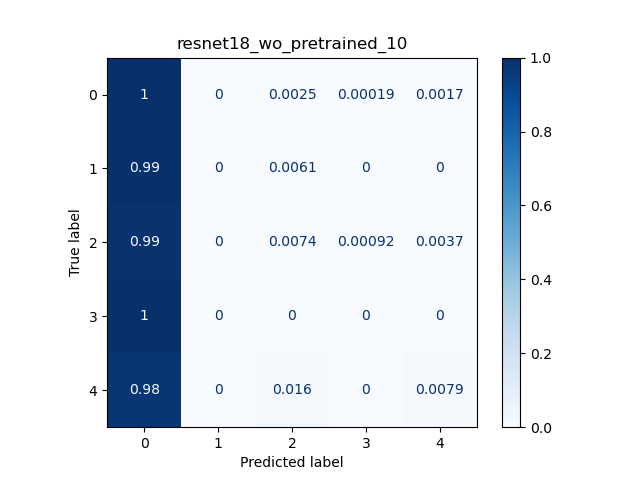 resnet18_wo_pretrained_10
0 1 0 0.0025 0.00019 0.0017
1 0.99 0 0.0061 0 0
2 0.99 0 0.0074 0.00092 0.0037
3 1 0 0 0 0
4 0.98 0 0.016 0 0.0079
0 1 2 3 4
Predicted label
True label
1.0
0.8
0.6
0.4
0.2
0.0